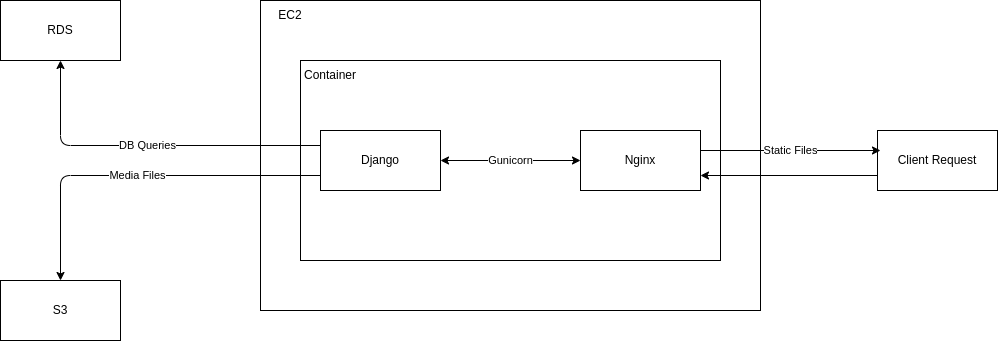 RDS
EC2
Container
DB Queries
Django
Gunicorn
Nginx
Static Files
Client Request
Media Files
S3